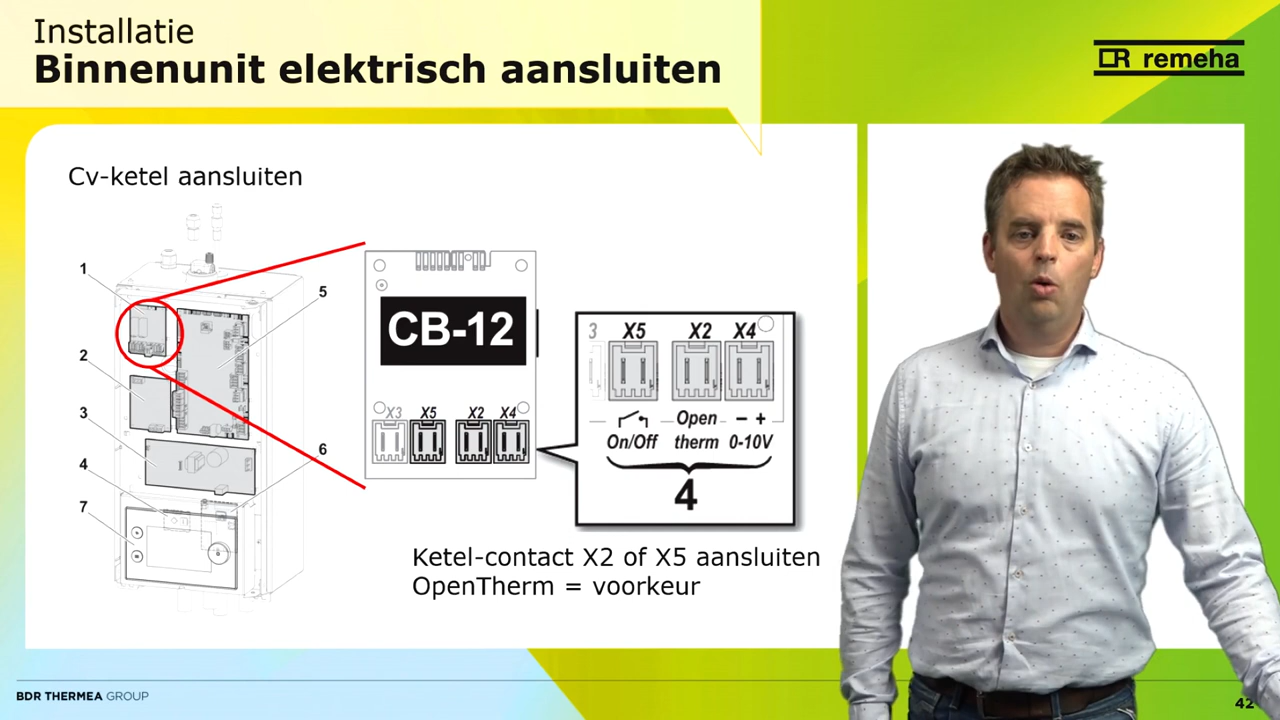 Installatie
Binnenunit elektrisch aansluiten
remeha
Cv-ketel aansluiten
1
2
3
4
7
5
6
CB-12
X3 X5 X2 X4
3 X5 X2 X4
On/Off Open therm - + 0-10V
4
Ketel-contact X2 of X5 aansluiten
OpenTherm = voorkeur
BDR THERMEA GROUP
42